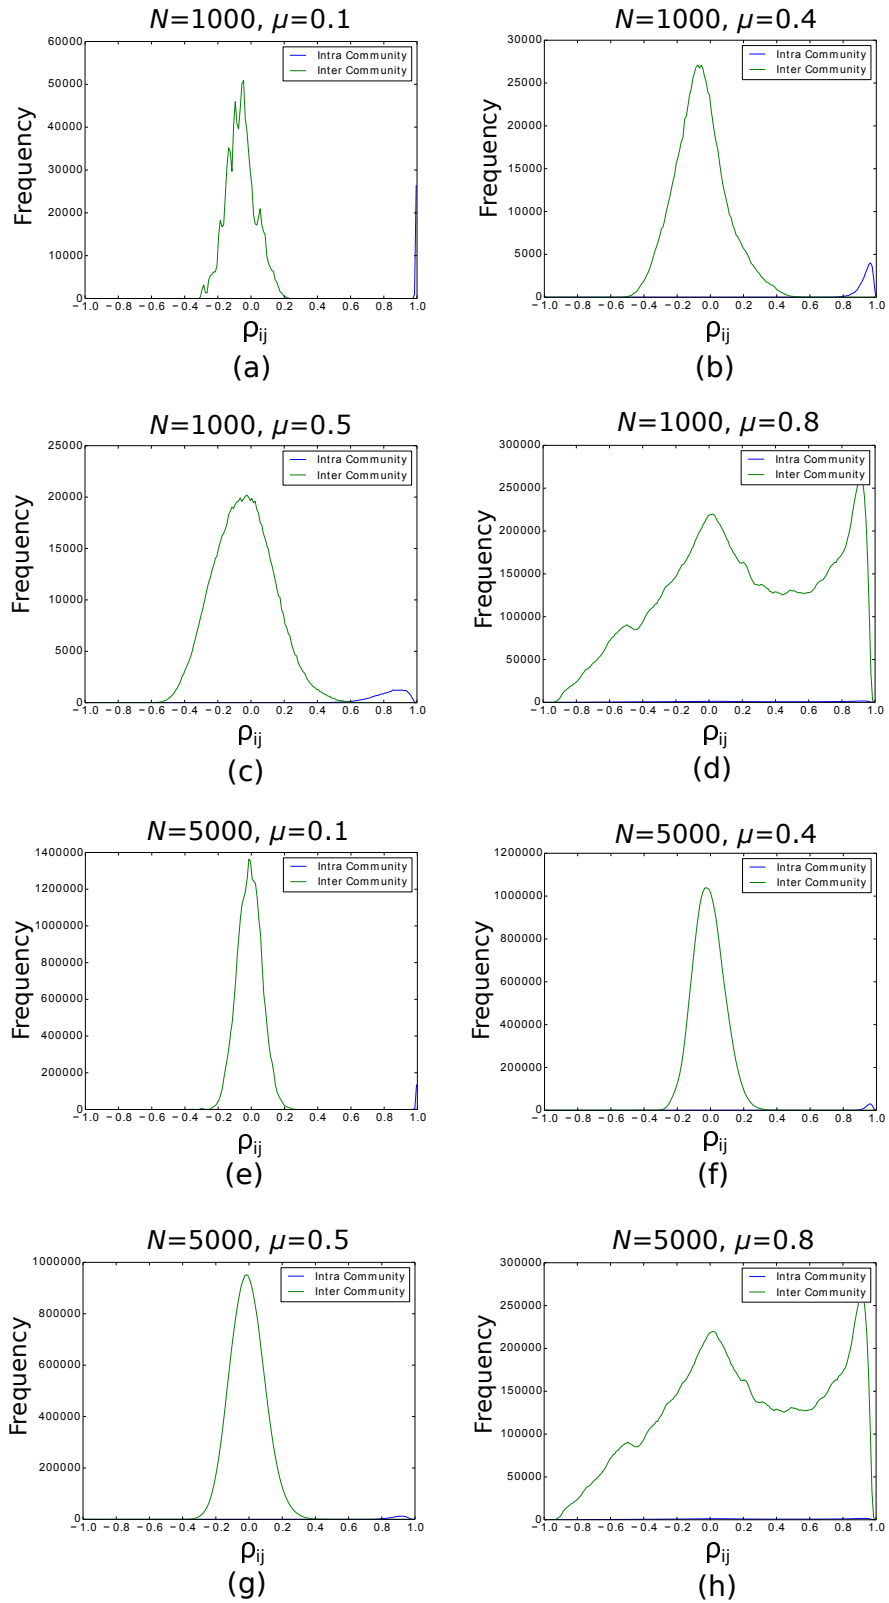 N=1000, μ=0.1
60000
50000
40000
30000
20000
10000
0
Frequency
Intra Community
Inter Community
−1.0 −0.8 −0.6 −0.4 −0.2 0.0 0.2 0.4 0.6 0.8 1.0
ρij
(a)
N=1000, μ=0.4
30000
25000
20000
15000
10000
5000
0
Frequency
Intra Community
Inter Community
−1.0 −0.8 −0.6 −0.4 −0.2 0.0 0.2 0.4 0.6 0.8 1.0
ρij
(b)
N=1000, μ=0.5
25000
20000
15000
10000
5000
0
Frequency
Intra Community
Inter Community
−1.0 −0.8 −0.6 −0.4 −0.2 0.0 0.2 0.4 0.6 0.8 1.0
ρij
(c)
N=1000, μ=0.8
300000
250000
200000
150000
100000
50000
0
Frequency
Intra Community
Inter Community
−1.0 −0.8 −0.6 −0.4 −0.2 0.0 0.2 0.4 0.6 0.8 1.0
ρij
(d)
N=5000, μ=0.1
1400000
1200000
1000000
800000
600000
400000
200000
0
Frequency
Intra Community
Inter Community
−1.0 −0.8 −0.6 −0.4 −0.2 0.0 0.2 0.4 0.6 0.8 1.0
ρij
(e)
N=5000, μ=0.4
1200000
1000000
800000
600000
400000
200000
0
Frequency
Intra Community
Inter Community
−1.0 −0.8 −0.6 −0.4 −0.2 0.0 0.2 0.4 0.6 0.8 1.0
ρij
(f)
N=5000, μ=0.5
1000000
800000
600000
400000
200000
0
Frequency
Intra Community
Inter Community
−1.0 −0.8 −0.6 −0.4 −0.2 0.0 0.2 0.4 0.6 0.8 1.0
ρij
(g)
N=5000, μ=0.8
300000
250000
200000
150000
100000
50000
0
Frequency
Intra Community
Inter Community
−1.0 −0.8 −0.6 −0.4 −0.2 0.0 0.2 0.4 0.6 0.8 1.0
ρij
(h)